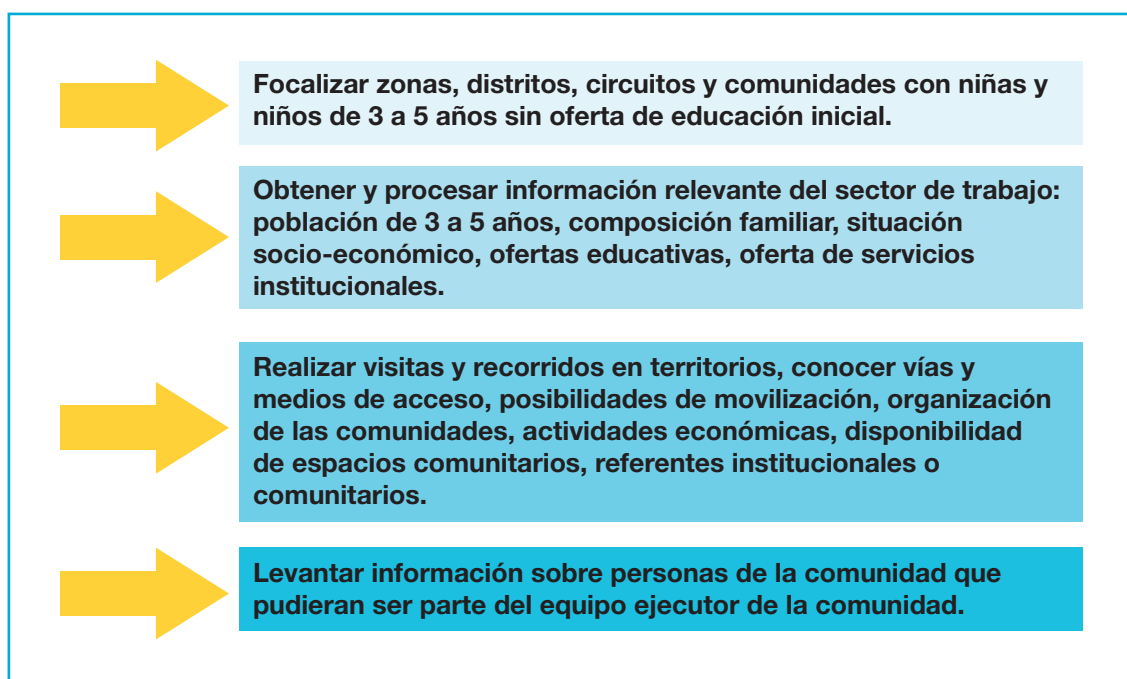 Focalizar zonas, distritos, circuitos y comunidades con niñas y
niños de 3 a 5 años sin oferta de educación inicial.
Obtener y procesar información relevante del sector de trabajo:
población de 3 a 5 años, composición familiar, situación
socio-económico, ofertas educativas, oferta de servicios
institucionales.
Realizar visitas y recorridos en territorios, conocer vías y
medios de acceso, posibilidades de movilización, organización
de las comunidades, actividades económicas, disponibilidad
de espacios comunitarios, referentes institucionales o
comunitarios.
Levantar información sobre personas de la comunidad que
pudieran ser parte del equipo ejecutor de la comunidad.